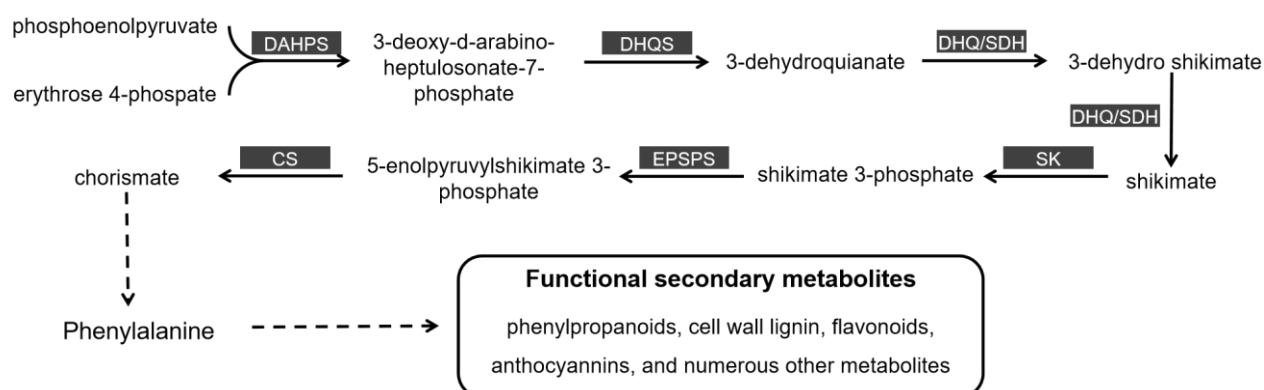 phosphoenolpyruvate
erythrose 4-phospate
DAHPS
3-deoxy-d-arabino-
heptulosonate-7-
phosphate
DHQS
3-dehydroquianate
DHQ/SDH
3-dehydro shikimate
DHQ/SDH
shikimate
SK
shikimate 3-phosphate
EPSPS
5-enolpyruvylshikimate 3-
phosphate
CS
chorismate
Phenylalanine
Functional secondary metabolites
phenylpropanoids, cell wall lignin, flavonoids,
anthocyannins, and numerous other metabolites